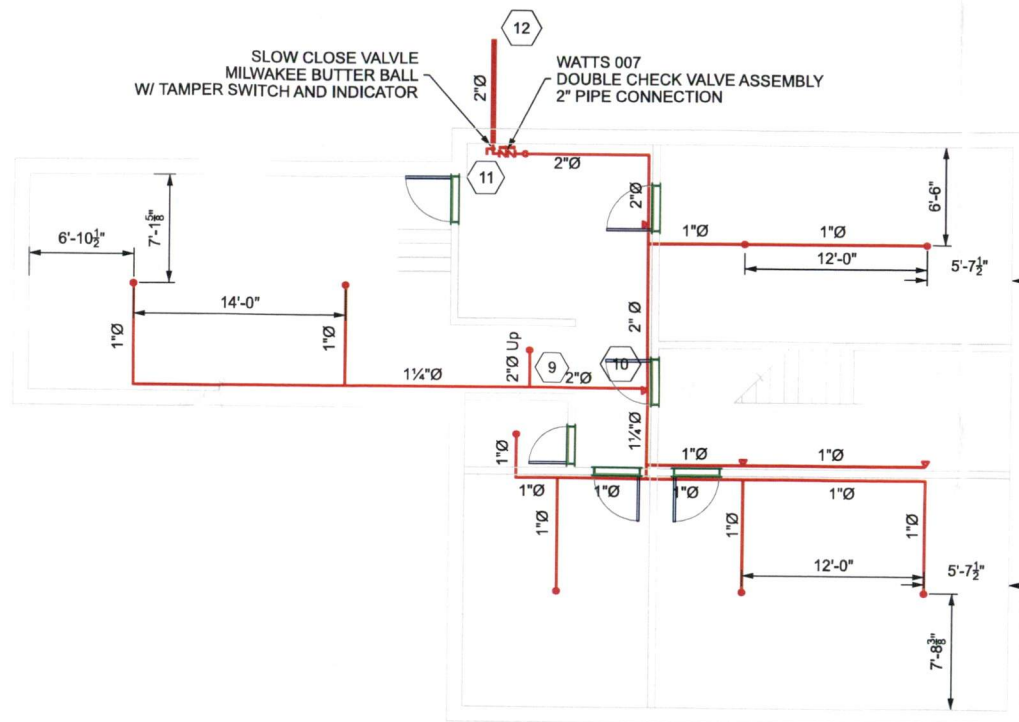 12
SLOW CLOSE VALVLE
MILWAKEE BUTTER BALL
W/ TAMPER SWITCH AND INDICATOR
2"Ø
WATTS 007
DOUBLE CHECK VALVE ASSEMBLY
2" PIPE CONNECTION
11
2"Ø
2"Ø
6'-6"
6'-10½"
7'-1⅝"
1"Ø
1"Ø
12'-0"
5'-7½"
14'-0"
1"Ø
1"Ø
2"Ø
2"Ø Up
9
10
1¼"Ø
2"Ø
1¼"Ø
1"Ø
1"Ø
1"Ø
1"Ø
1"Ø
1"Ø
1"Ø
1"Ø
1"Ø
1"Ø
12'-0"
5'-7½"
7'-8⅜"